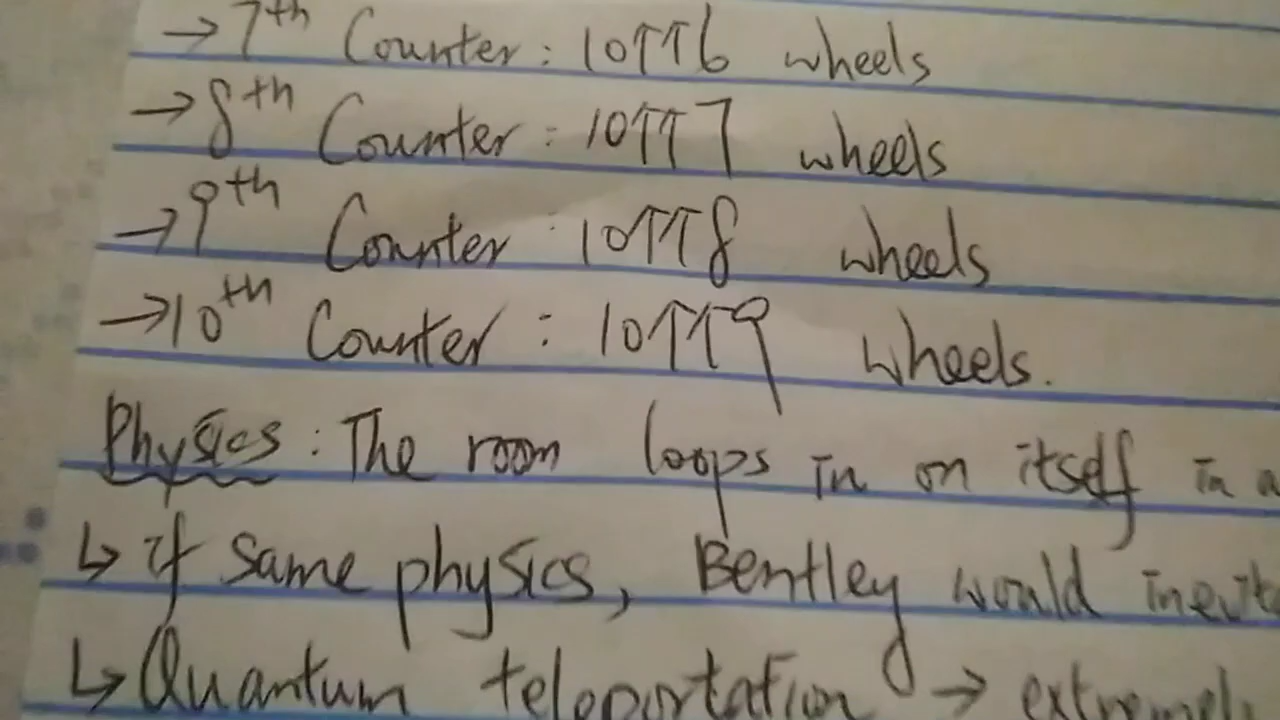 →7th Counter: 10↑↑6 wheels
→8th Counter: 10↑↑7 wheels
→9th Counter: 10↑↑8 wheels
→10th Counter: 10↑↑9 wheels.
Physics: The room loops in on itself in a
↳ if same physics, Bentley would
↳ Quantum teleportation →